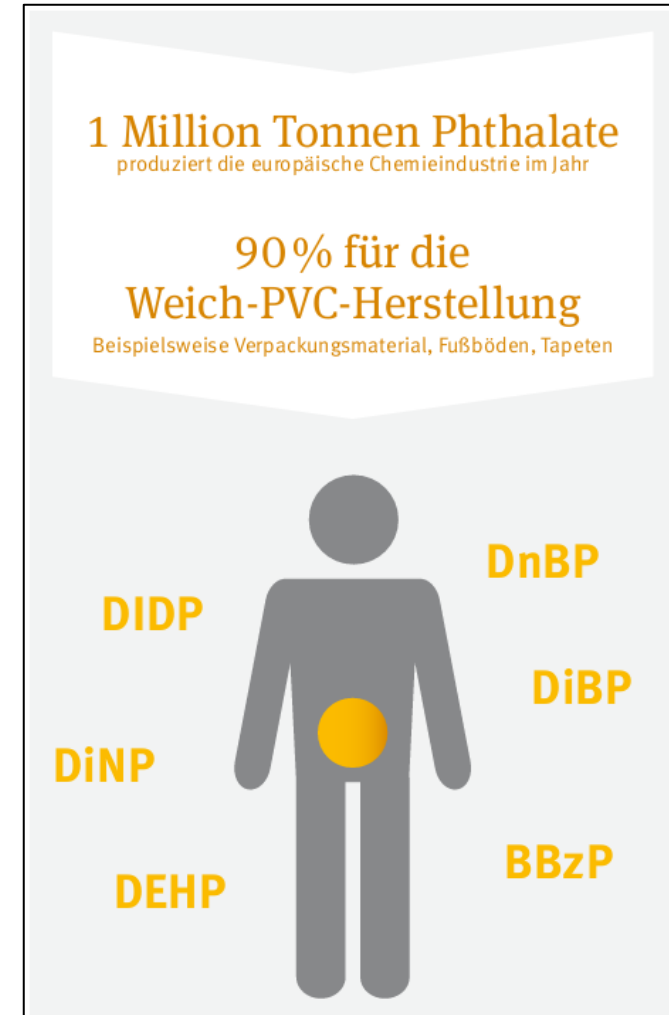 1 Million Tonnen Phthalate
produziert die europäische Chemieindustrie im Jahr
90 % für die
Weich-PVC-Herstellung
Beispielsweise Verpackungsmaterial, Fußböden, Tapeten
DnBP
DIDP
DiBP
DiNP
BBzP
DEHP